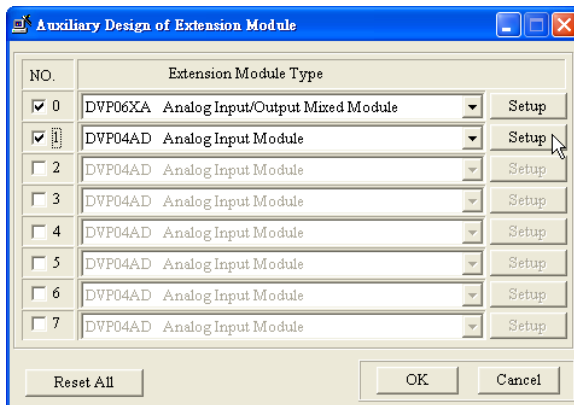 Auxiliary Design of Extension Module
NO. Extension Module Type
0 DVP06XA Analog Input/Output Mixed Module Setup
1 DVP04AD Analog Input Module Setup
2 DVP04AD Analog Input Module Setup
3 DVP04AD Analog Input Module Setup
4 DVP04AD Analog Input Module Setup
5 DVP04AD Analog Input Module Setup
6 DVP04AD Analog Input Module Setup
7 DVP04AD Analog Input Module Setup
Reset All OK Cancel